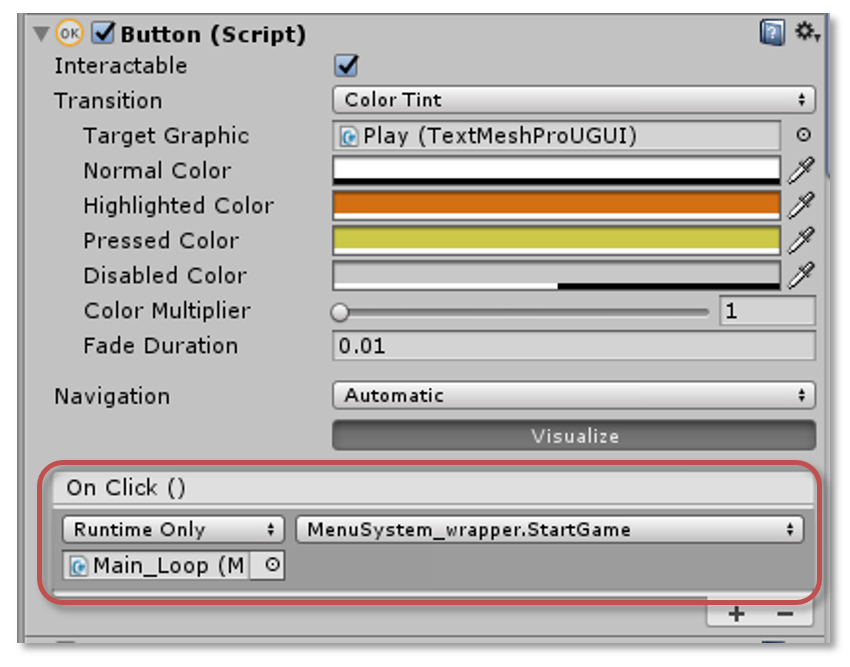 OK Button (Script)
Interactable
Transition Color Tint
Target Graphic Play (TextMeshProUGUI)
Normal Color
Highlighted Color
Pressed Color
Disabled Color
Color Multiplier 1
Fade Duration 0.01
Navigation Automatic
Visualize
On Click ()
Runtime Only MenuSystem_wrapper.StartGame
Main_Loop (M
+ −